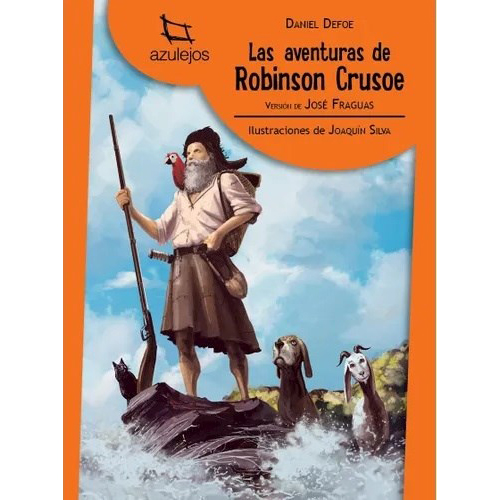 Daniel Defoe
azulejos
Las aventuras de
Robinson Crusoe
Versión de José Fraguas
Ilustraciones de Joaquín Silva